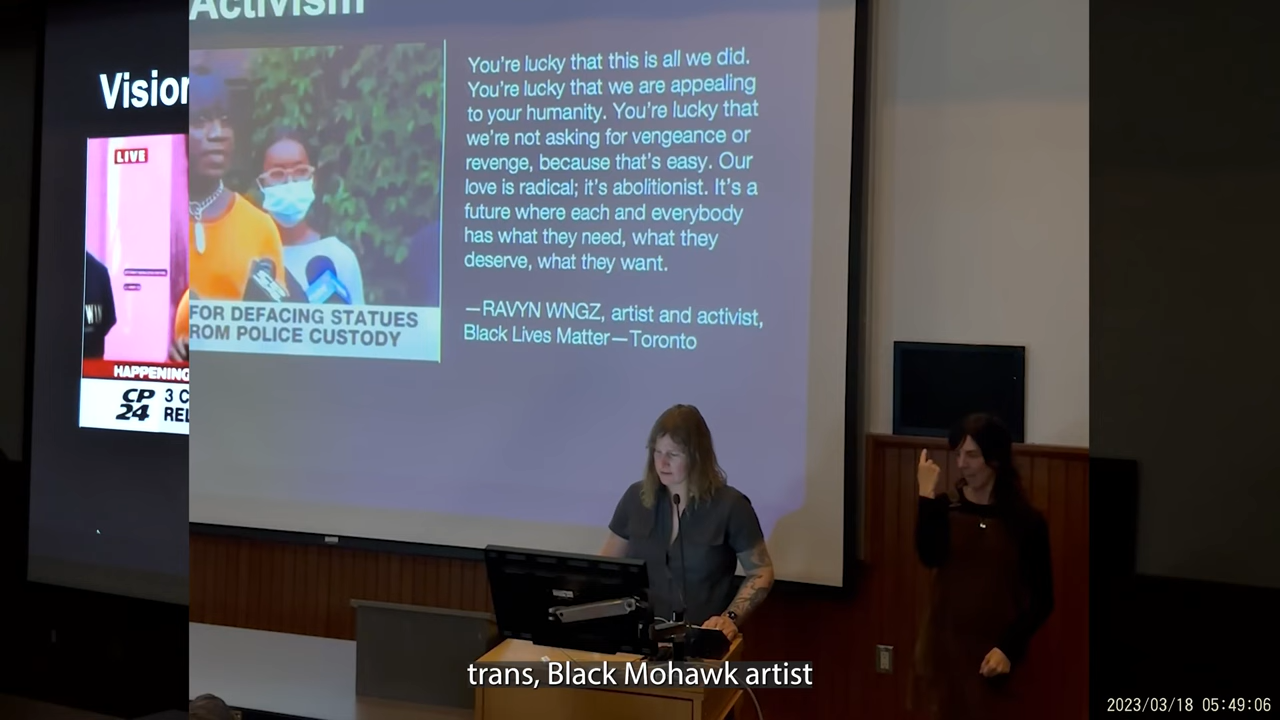 Activism
Vision
LIVE
You're lucky that this is all we did.
You're lucky that we are appealing
to your humanity. You're lucky that
we're not asking for vengeance or
revenge, because that's easy. Our
love is radical; it's abolitionist. It's a
future where each and everybody
has what they need, what they
deserve, what they want.
—RAVYN WNGZ, artist and activist,
Black Lives Matter—Toronto
FOR DEFACING STATUES
ROM POLICE CUSTODY
HAPPENING
CP
24
3 C
REL
trans, Black Mohawk artist
2023/03/18 05:49:06